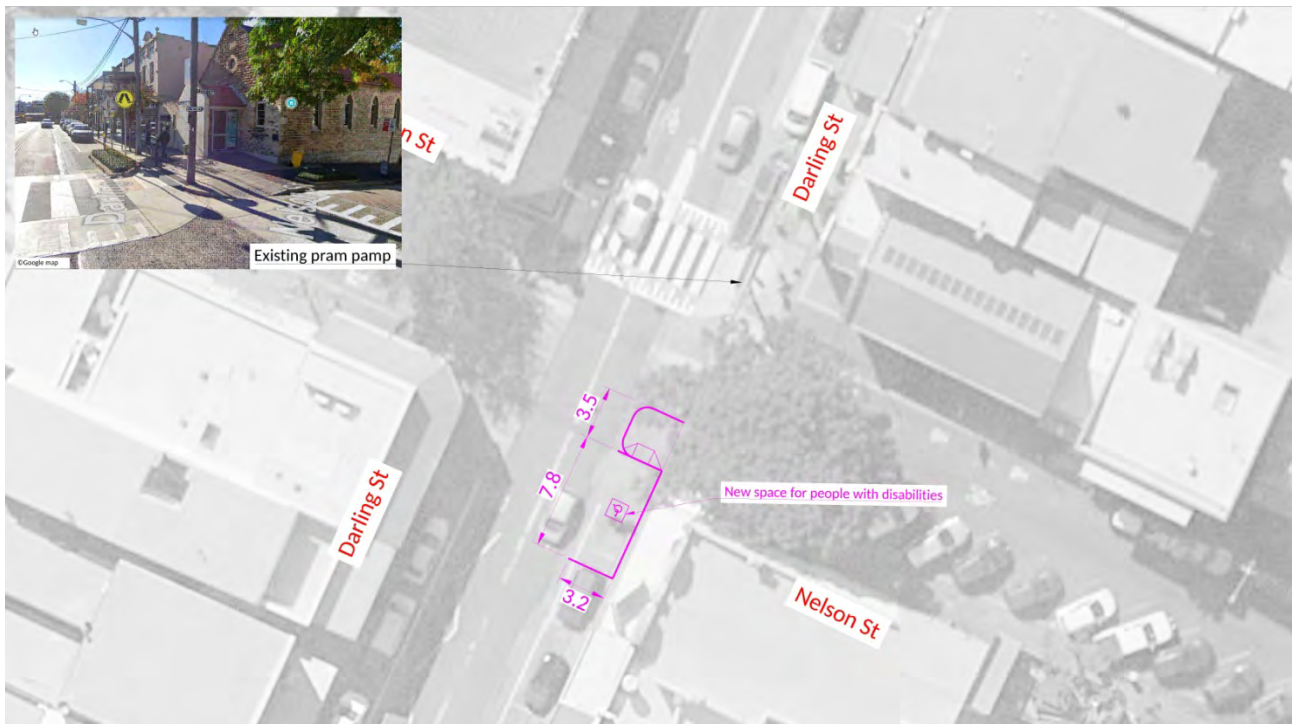 n St
Darling St
©Google map
Existing pram pamp
3.5
7.8
3.2
New space for people with disabilities
Darling St
Nelson St